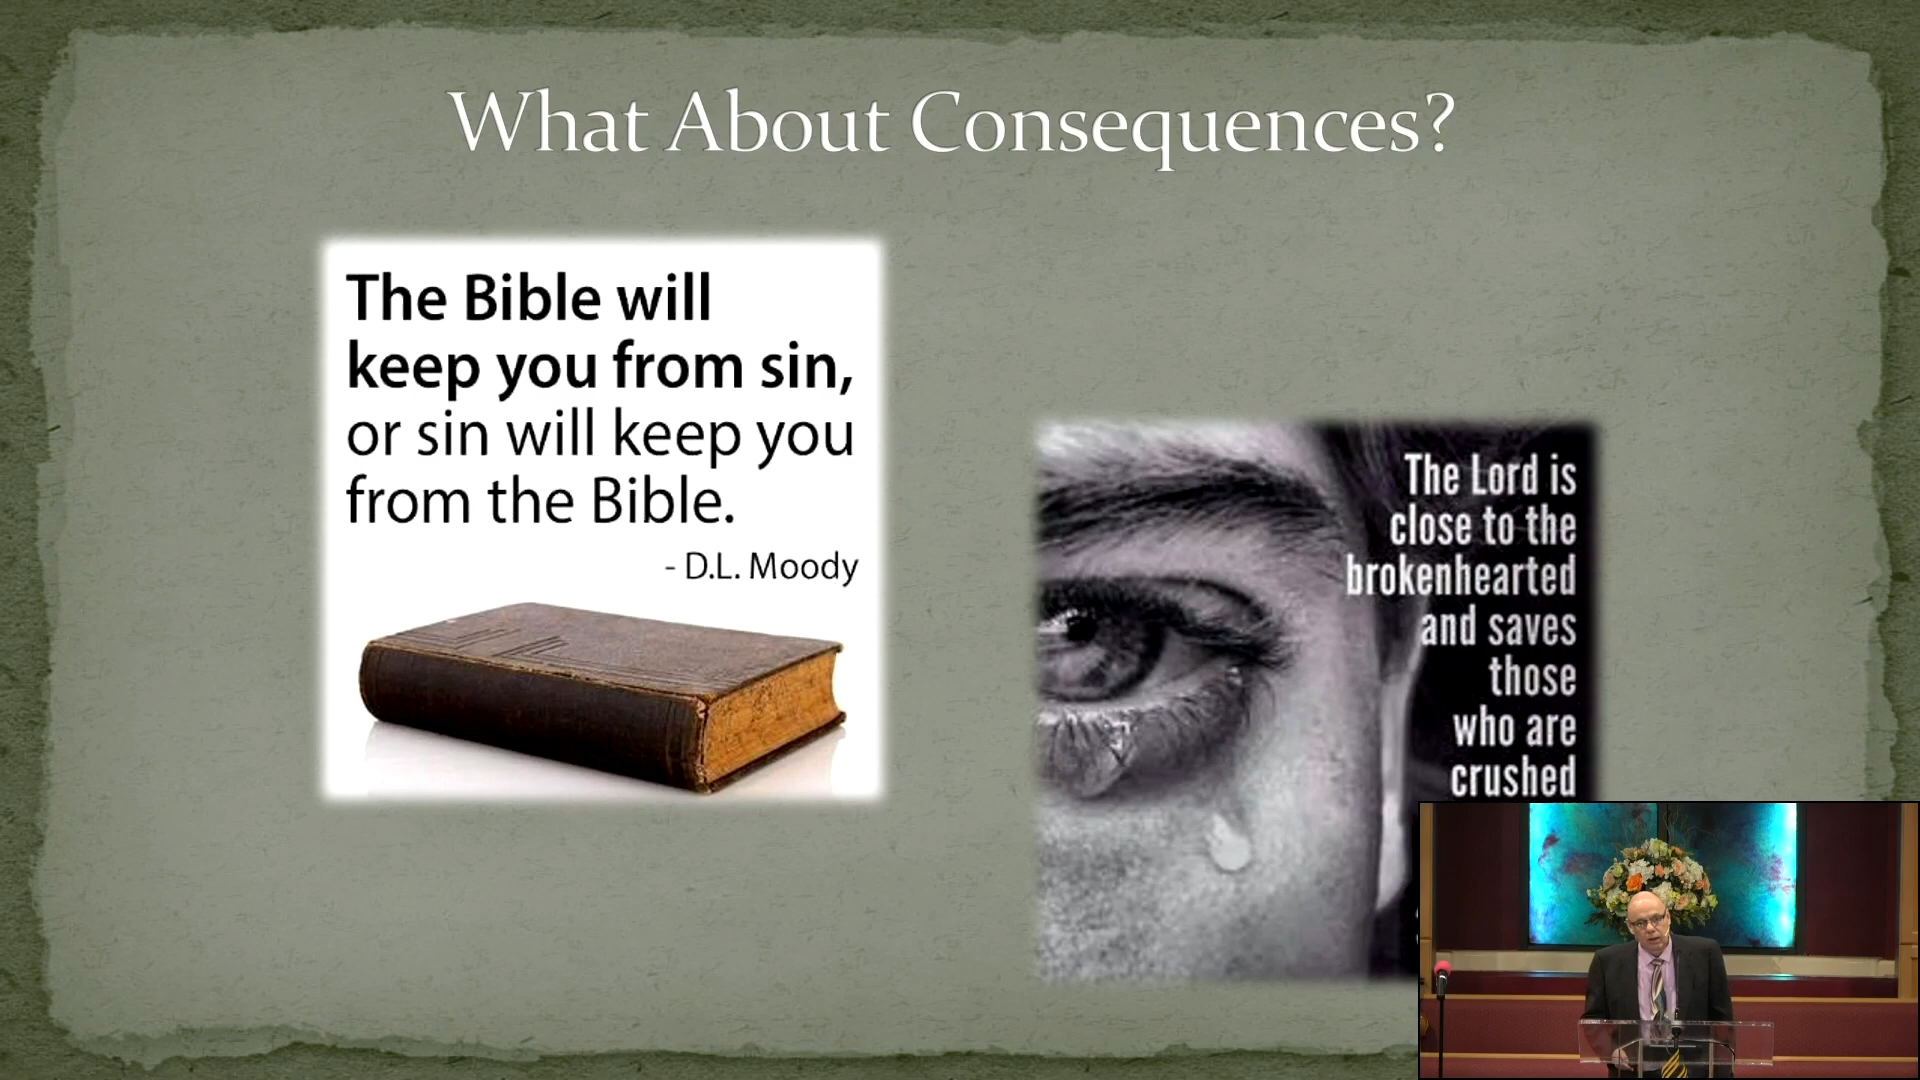 What About Consequences?
The Bible will
keep you from sin,
or sin will keep you
from the Bible.
- D.L. Moody
The Lord is
close to the
brokenhearted
and saves
those
who are
crushed